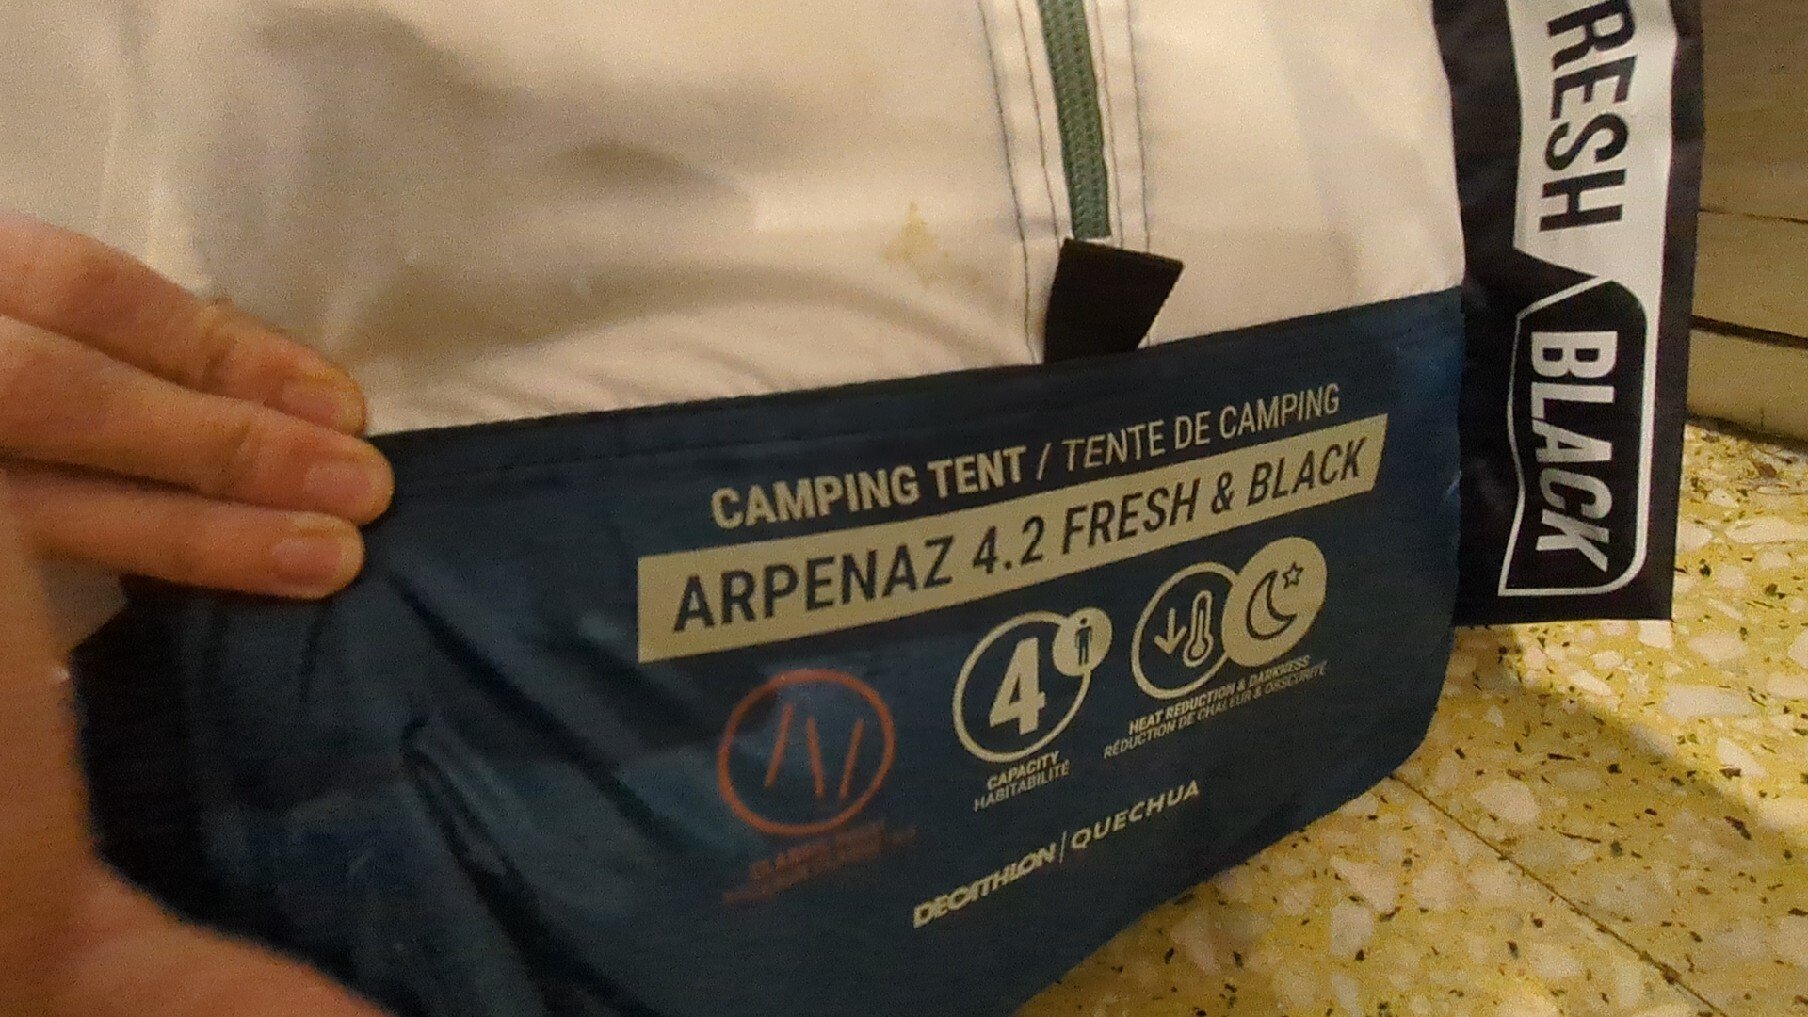 CAMPING TENT / TENTE DE CAMPING
ARPENAZ 4.2 FRESH & BLACK
4
CAPACITY
HABITABILITÉ
HEAT REDUCTION & DARKNESS
RÉDUCTION DE CHALEUR & OBSCURITÉ
DECATHLON | QUECHUA
RESH
BLACK